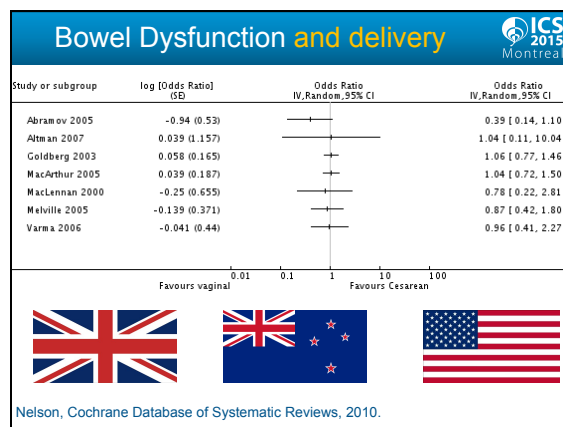 Bowel Dysfunction and delivery
ICS
2015
Montreal
Study or subgroup log [Odds Ratio] Odds Ratio Odds Ratio
(SE) IV,Random,95% CI IV,Random,95% CI
Abramov 2005 -0.94 (0.53) 0.39 [ 0.14, 1.10
Altman 2007 0.039 (1.157) 1.04 [ 0.11, 10.04
Goldberg 2003 0.058 (0.165) 1.06 [ 0.77, 1.46
MacArthur 2005 0.039 (0.187) 1.04 [ 0.72, 1.50
MacLennan 2000 -0.25 (0.655) 0.78 [ 0.22, 2.81
Melville 2005 -0.139 (0.371) 0.87 [ 0.42, 1.80
Varma 2006 -0.041 (0.44) 0.96 [ 0.41, 2.27
0.01 0.1 1 10 100
Favours vaginal Favours Cesarean
Nelson, Cochrane Database of Systematic Reviews, 2010.